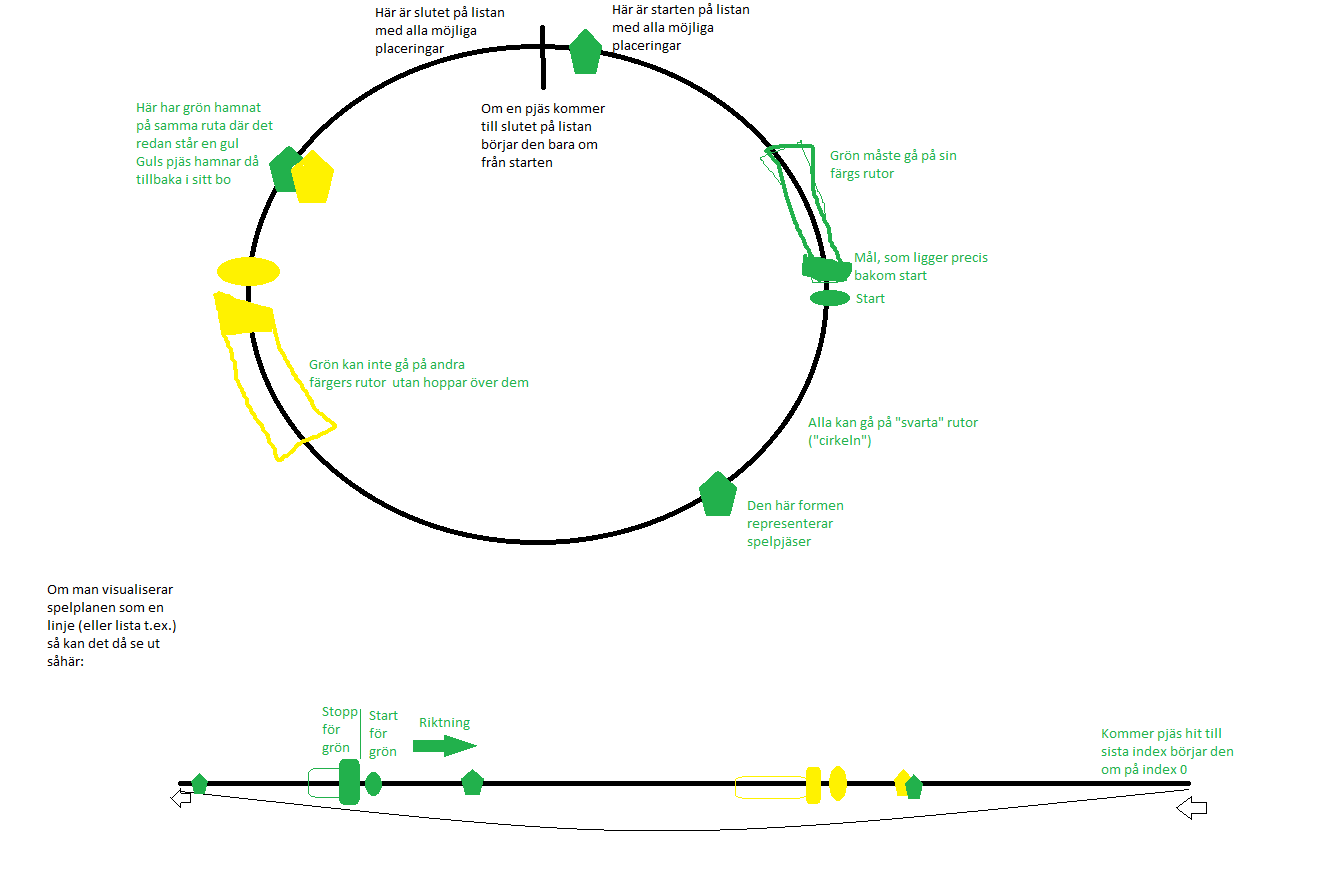 Här är slutet på listan
med alla möjliga
placeringar
Här är starten på listan
med alla möjliga
placeringar
Här har grön hamnat
på samma ruta där det
redan står en gul
Guls pjäs hamnar då
tillbaka i sitt bo
Om en pjäs kommer
till slutet på listan
börjar den bara om
från starten
Grön måste gå på sin
färgs rutor
Mål, som ligger precis
bakom start
Start
Grön kan inte gå på andra
färgers rutor utan hoppar över dem
Alla kan gå på "svarta" rutor
("cirkeln")
Den här formen
representerar
spelpjäser
Om man visualiserar
spelplanen som en
linje (eller lista t.ex.)
så kan det då se ut
såhär:
Stopp
för
grön
Start
för
grön
Riktning
Kommer pjäs hit till
sista index börjar den
om på index 0